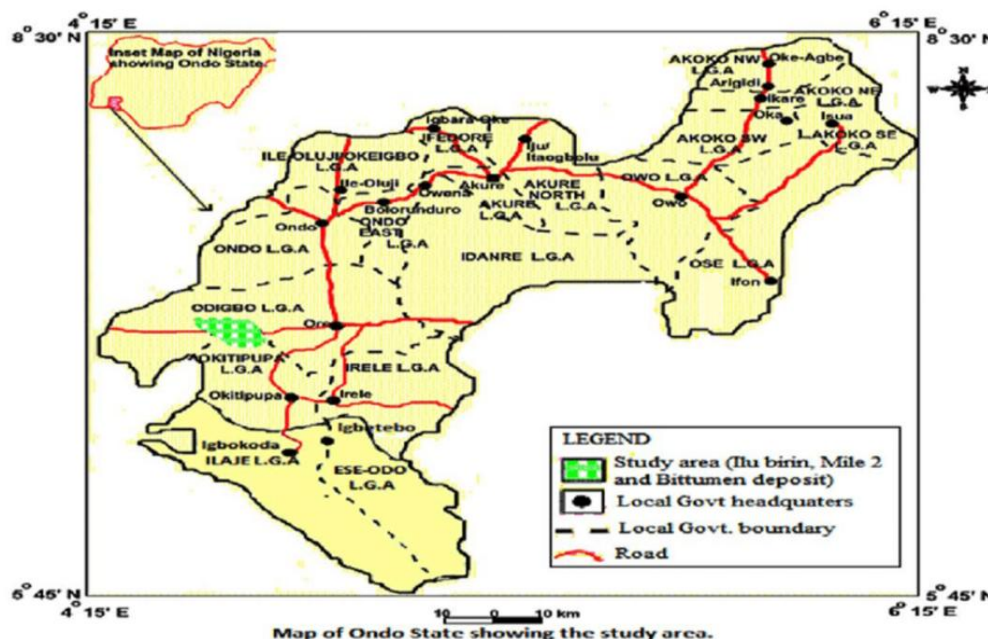 4° 15′ E
6° 15′ E
8° 30′ N
8° 30′ N
Inset Map of Nigeria
showing Ondo State.
AKOKO NW
L.G.A
Oke-Agbe
Arigidi
AKOKO NE
L.G.A
Ikare
Oka
Isua
AKOKO SW
L.G.A
AKOKO SE
L.G.A
N
W
E
S
Igbara-Oke
IFEDORE
L.G.A
Iju/
Itaogbolu
ILE-OLUJI/OKEIGBO
L.G.A
Ile-Oluji
Akure
Owena
Bolorunduro
AKURE
L.G.A
AKURE
NORTH
L.G.A
OWO L.G.A
Owo
Ondo
ONDO
EAST
L.G.A
ONDO L.G.A
IDANRE L.G.A
OSE L.G.A
Ifon
ODIGBO L.G.A
Ore
OKITIPUPA
L.G.A
IRELE L.G.A
Okitipupa
Irele
Igbetebo
Igbokoda
ILAJE L.G.A
ESE-ODO
L.G.A
LEGEND
Study area (Ilu birin, Mile 2
and Bittumen deposit)
Local Govt headquaters
Local Govt. boundary
Road
5° 45′ N
5° 45′ N
4° 15′ E
6° 15′ E
10 0 10 km
Map of Ondo State showing the study area.